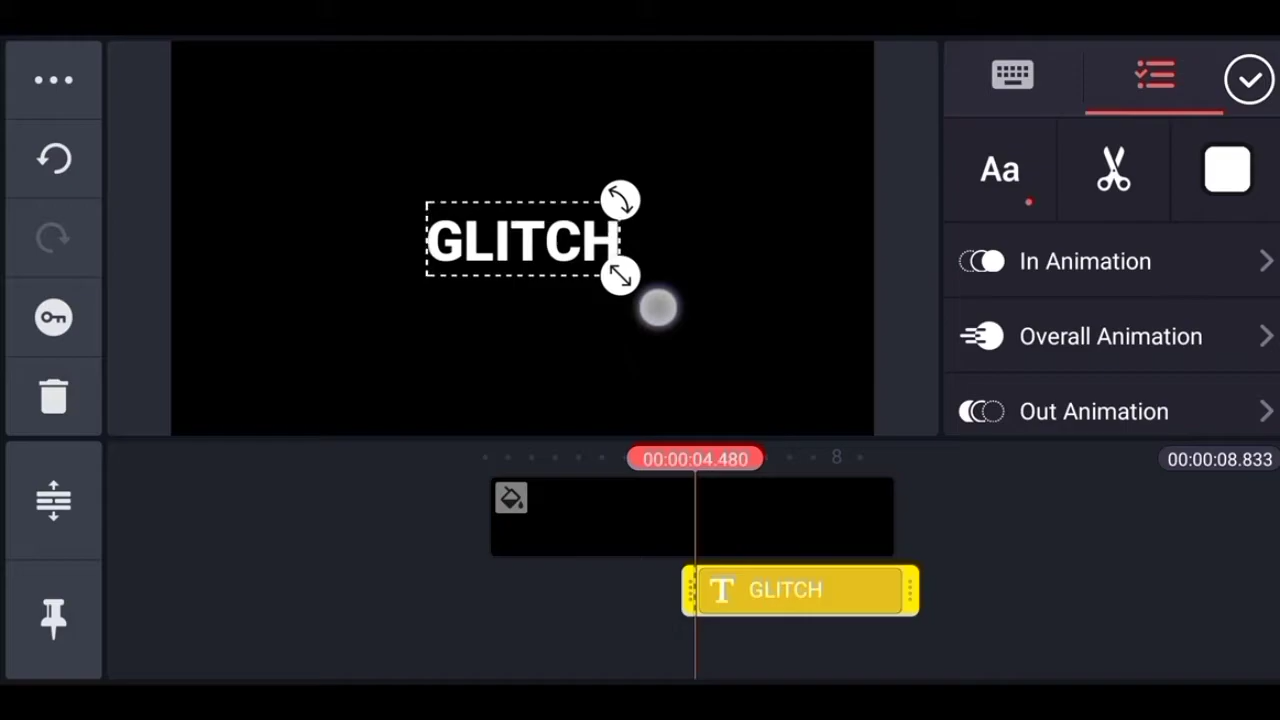 GLITCH
Aa
In Animation
Overall Animation
Out Animation
00:00:04.480
8
00:00:08.833
T GLITCH